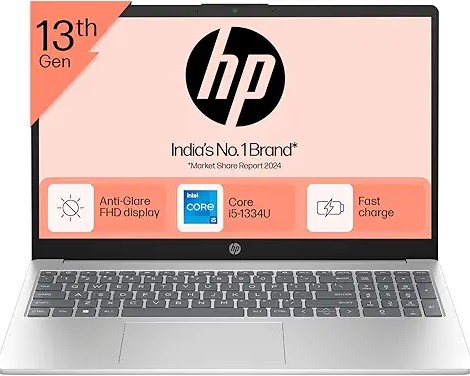 13th
Gen
hp
India's No.1 Brand*
*Market Share Report 2024
Anti-Glare
FHD display
intel
CORE
i5
Core
i5-1334U
Fast
charge
hp